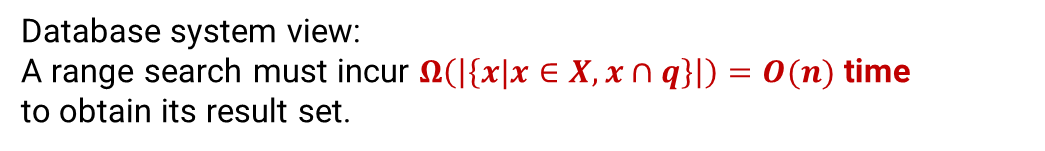 Database system view:
A range search must incur Ω(|{x|x ∈ X, x ∩ q}|) = O(n) time
to obtain its result set.